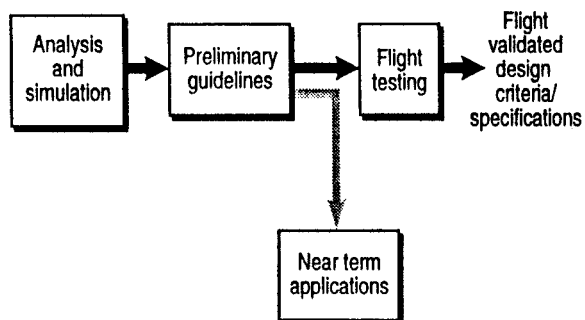 Analysis
and
simulation
Preliminary
guidelines
Flight
testing
Flight
validated
design
criteria/
specifications
Near term
applications